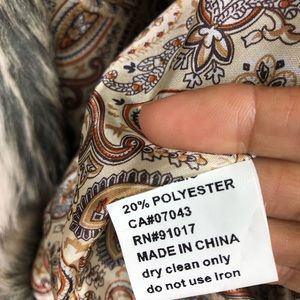 20% POLYESTER
CA#07043
RN#91017
MADE IN CHINA
dry clean only
do not use Iron